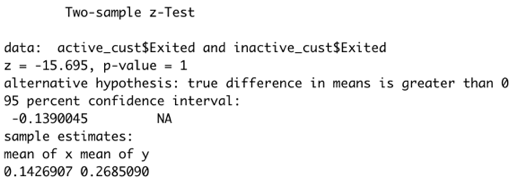 Two-sample z-Test
data: active_cust$Exited and inactive_cust$Exited
z = -15.695, p-value = 1
alternative hypothesis: true difference in means is greater than 0
95 percent confidence interval:
-0.1390045 NA
sample estimates:
mean of x mean of y
0.1426907 0.2685090